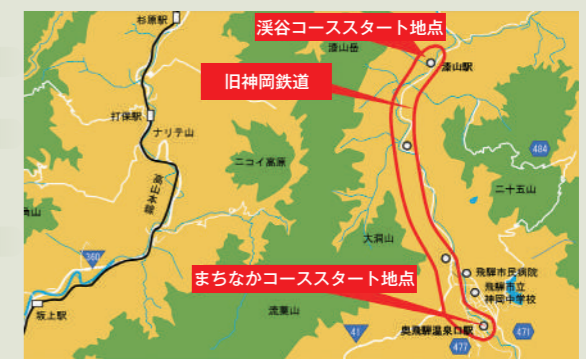 杉原駅
渓谷コーススタート地点
漆山岳
漆山駅
旧神岡鉄道
打保駅
ナリテ山
484
ニコイ高原
二十五山
高山本線
大洞山
360
飛騨市民病院
まちなかコーススタート地点
飛騨市立
神岡中学校
坂上駅
流葉山
41
奥飛騨温泉口駅
471
477